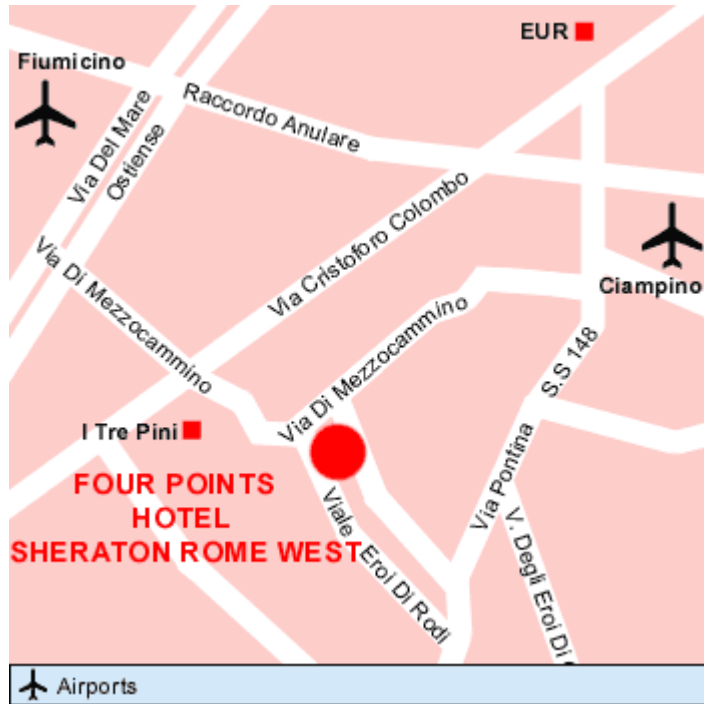 EUR
Fiumicino
Raccordo Anulare
Via Del Mare
Ostiense
Via Cristoforo Colombo
Via Di Mezzocammino
Ciampino
Via Di Mezzocammino
S.S 148
I Tre Pini
FOUR POINTS
HOTEL
SHERATON ROME WEST
Via Pontina
Viale Eroi Di Rodi
V. Degli Eroi Di
Airports